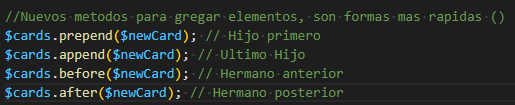 //Nuevos metodos para gregar elementos, son formas mas rapidas ()
$cards.prepend($newCard); // Hijo primero
$cards.append($newCard); // Ultimo Hijo
$cards.before($newCard); // Hermano anterior
$cards.after($newCard); // Hermano posterior